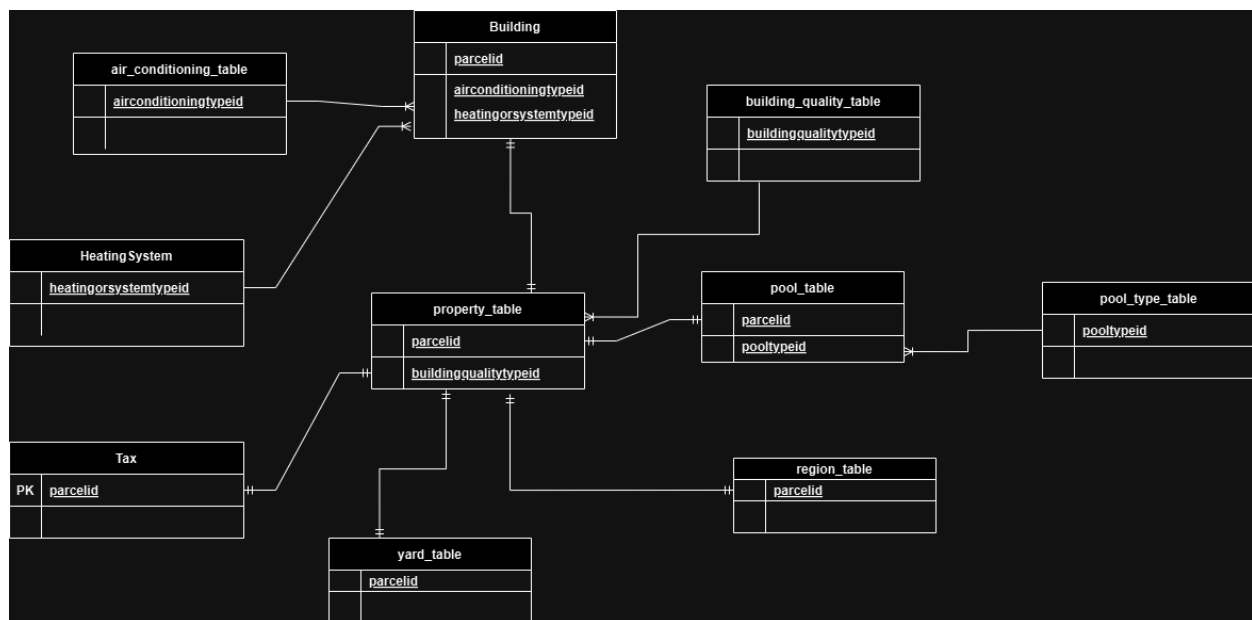 Building
parcelid
airconditioningtypeid
heatingorsystemtypeid
air_conditioning_table
airconditioningtypeid
building_quality_table
buildingqualitytypeid
HeatingSystem
heatingorsystemtypeid
property_table
parcelid
buildingqualitytypeid
pool_table
parcelid
pooltypeid
pool_type_table
pooltypeid
Tax
PK parcelid
region_table
parcelid
yard_table
parcelid